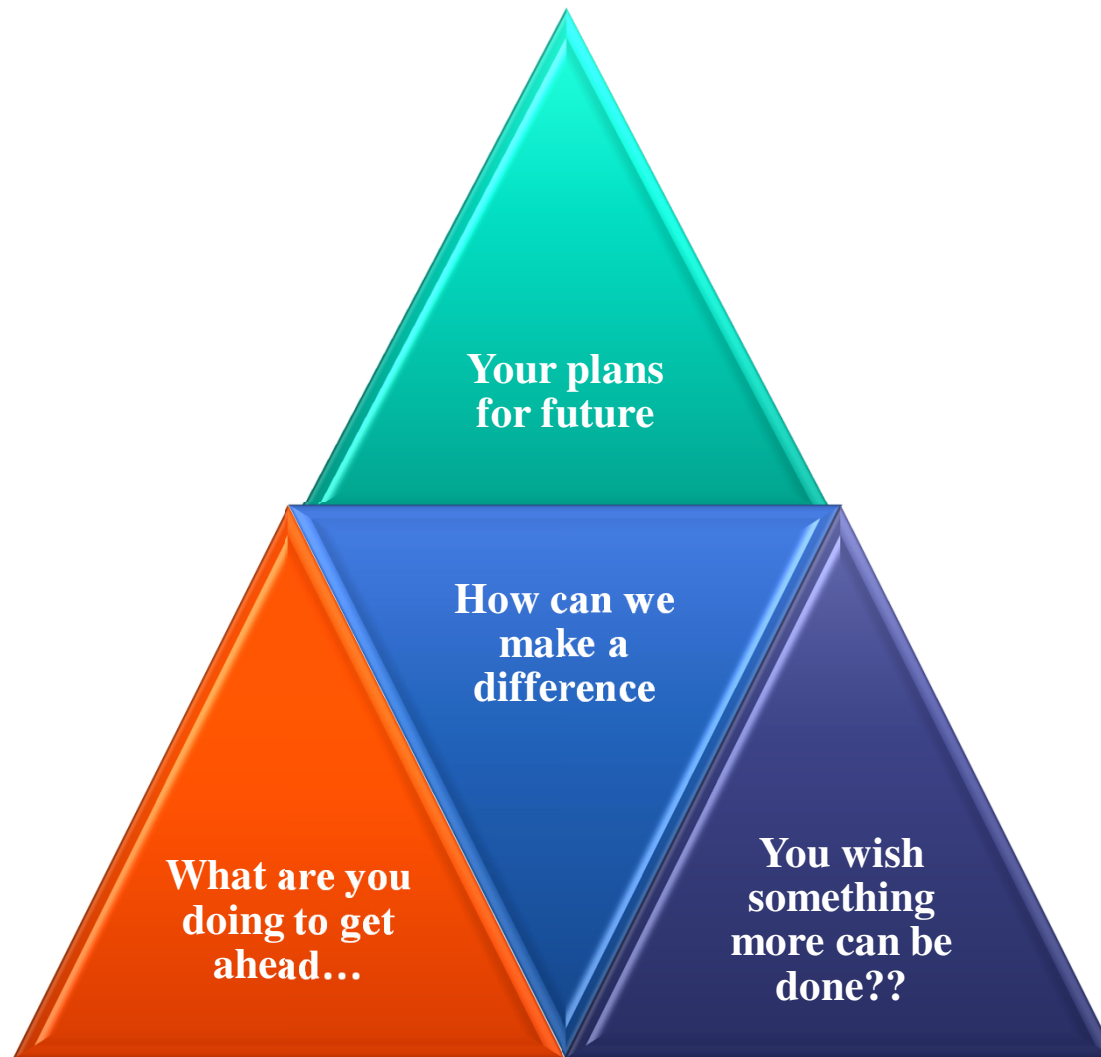 Your plans
for future
How can we
make a
difference
What are you
doing to get
ahead...
You wish
something
more can be
done??